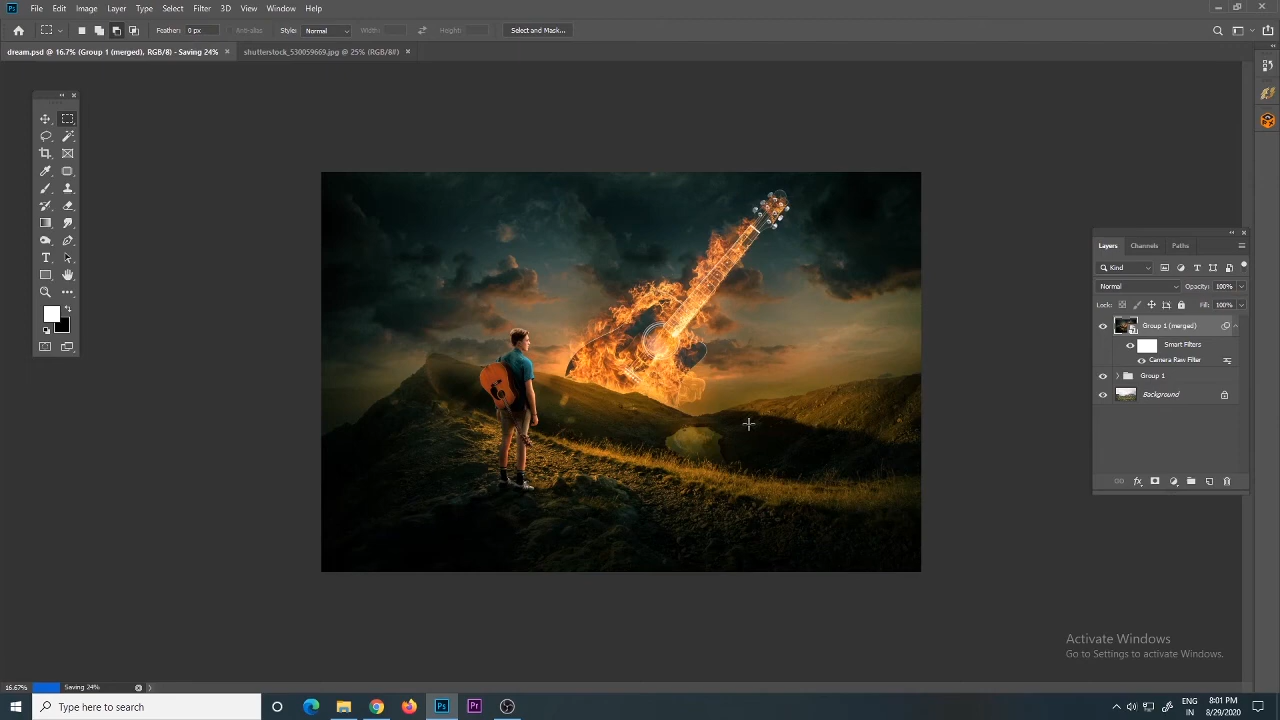 Ps File Edit Image Layer Type Select Filter 3D View Window Help
Feather: 0 px Anti-alias Style: Normal Width: Height: Select and Mask...
dream.psd @ 16.7% (Group 1 (merged), RGB/8) - Saving 24% × shutterstock_530059669.jpg @ 25% (RGB/8#) ×
Layers Channels Paths
Kind
Normal Opacity: 100%
Lock: Fill: 100%
Group 1 (merged)
Smart Filters
Camera Raw Filter
Group 1
Background
fx
Activate Windows
Go to Settings to activate Windows.
16.67% Saving 24%
Type here to search
Ps Pr
ENG
IN
8:01 PM
8/29/2020